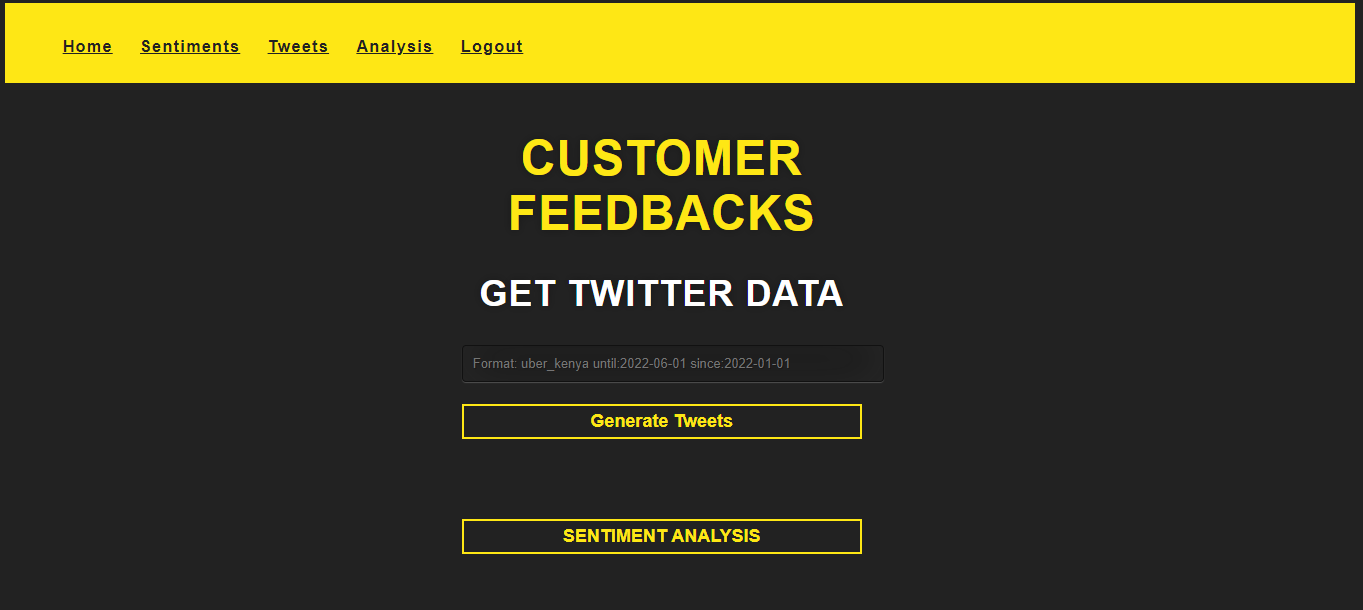 Home Sentiments Tweets Analysis Logout
CUSTOMER
FEEDBACKS
GET TWITTER DATA
Format: uber_kenya until:2022-06-01 since:2022-01-01
Generate Tweets
SENTIMENT ANALYSIS